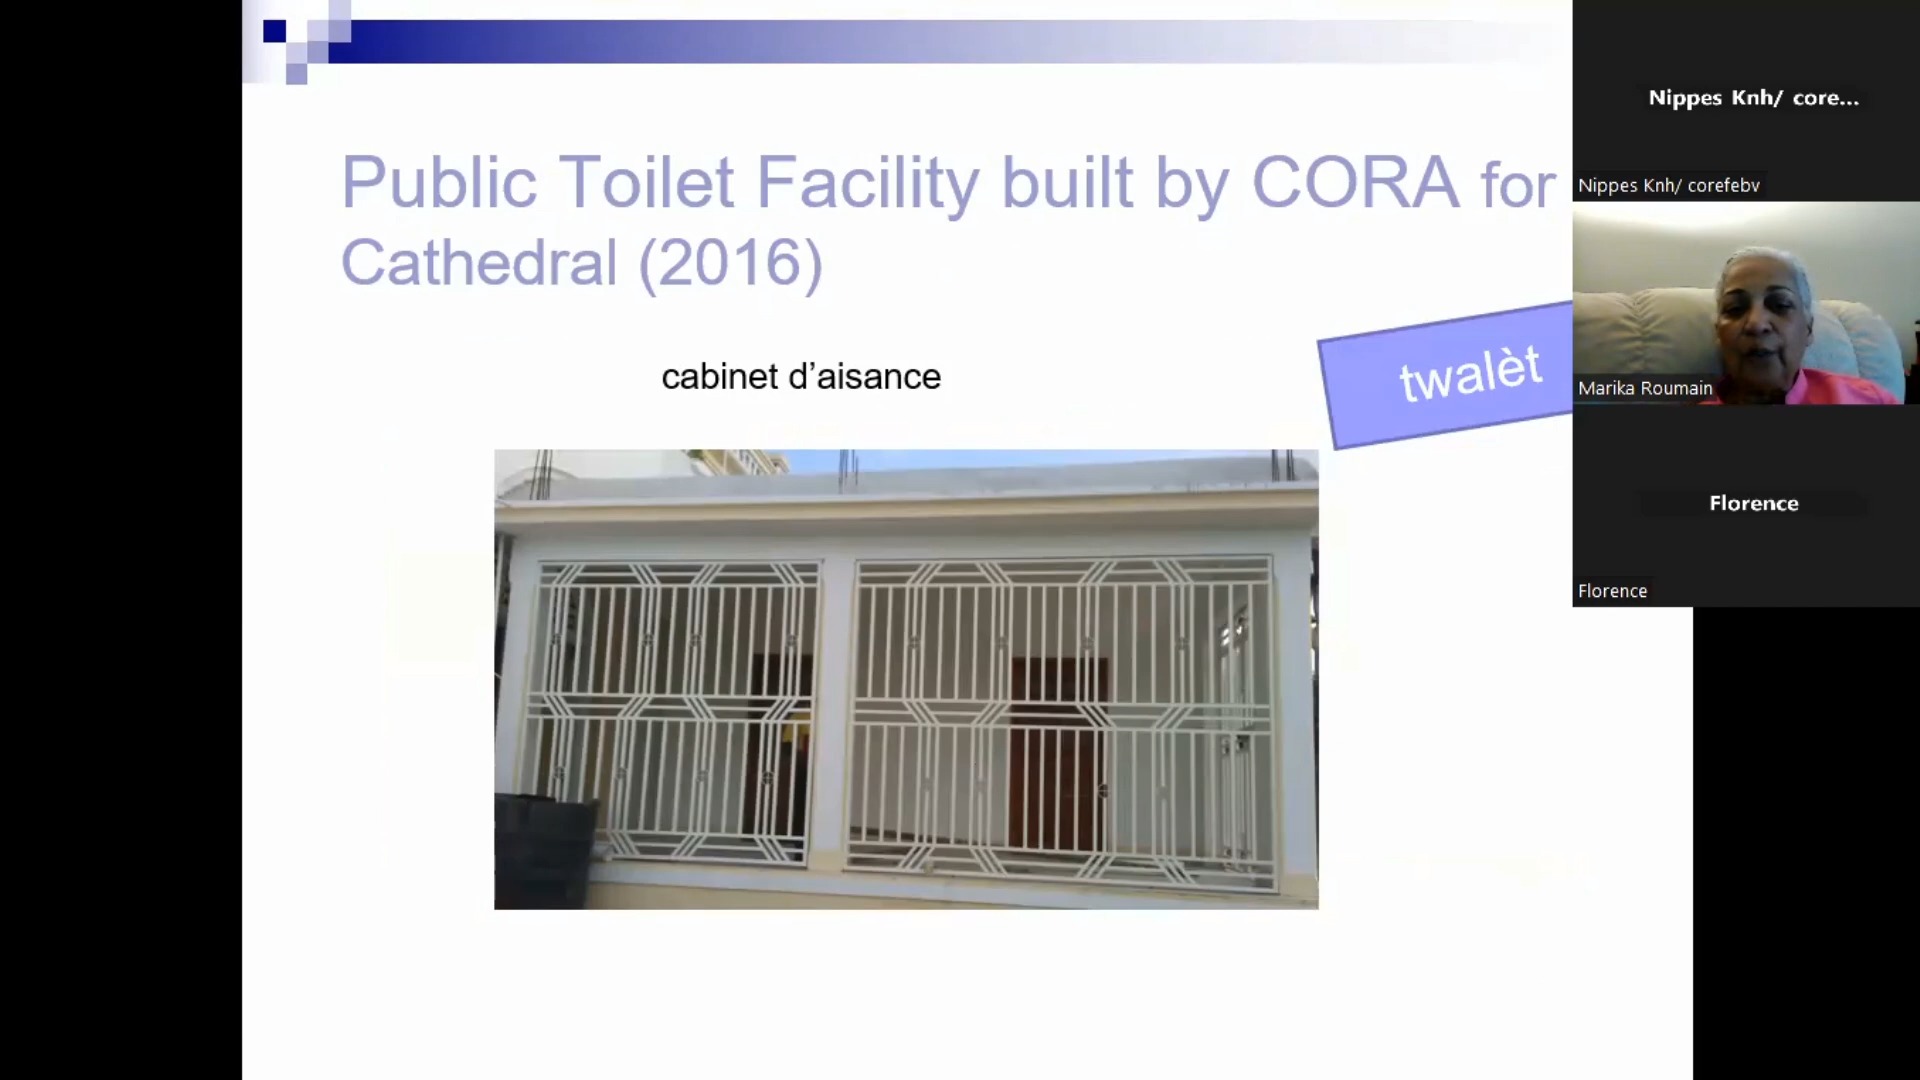 Public Toilet Facility built by CORA for
Cathedral (2016)
cabinet d’aisance
twalèt
Nippes Knh/ core...
Nippes Knh/ corefebv
Marika Roumain
Florence
Florence